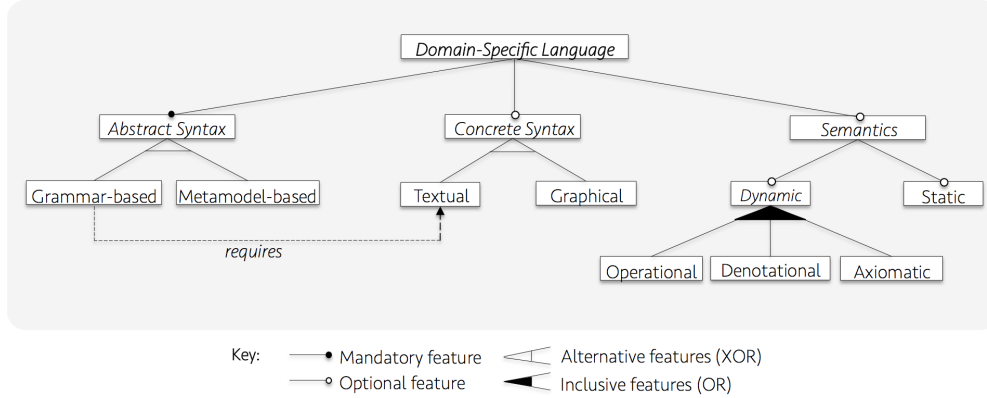 Domain-Specific Language
Abstract Syntax
Concrete Syntax
Semantics
Grammar-based
Metamodel-based
Textual
Graphical
Dynamic
Static
requires
Operational
Denotational
Axiomatic
Key:
Mandatory feature
Alternative features (XOR)
Optional feature
Inclusive features (OR)